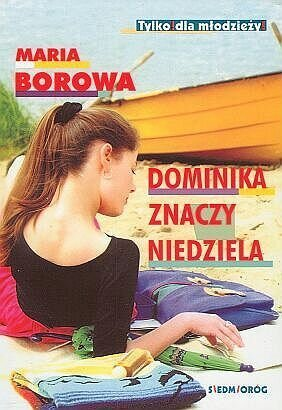 Tylko!dla młodzieży!
MARIA
BOROWA
DOMINIKA
ZNACZY
NIEDZIELA
SIEDMIORÓG